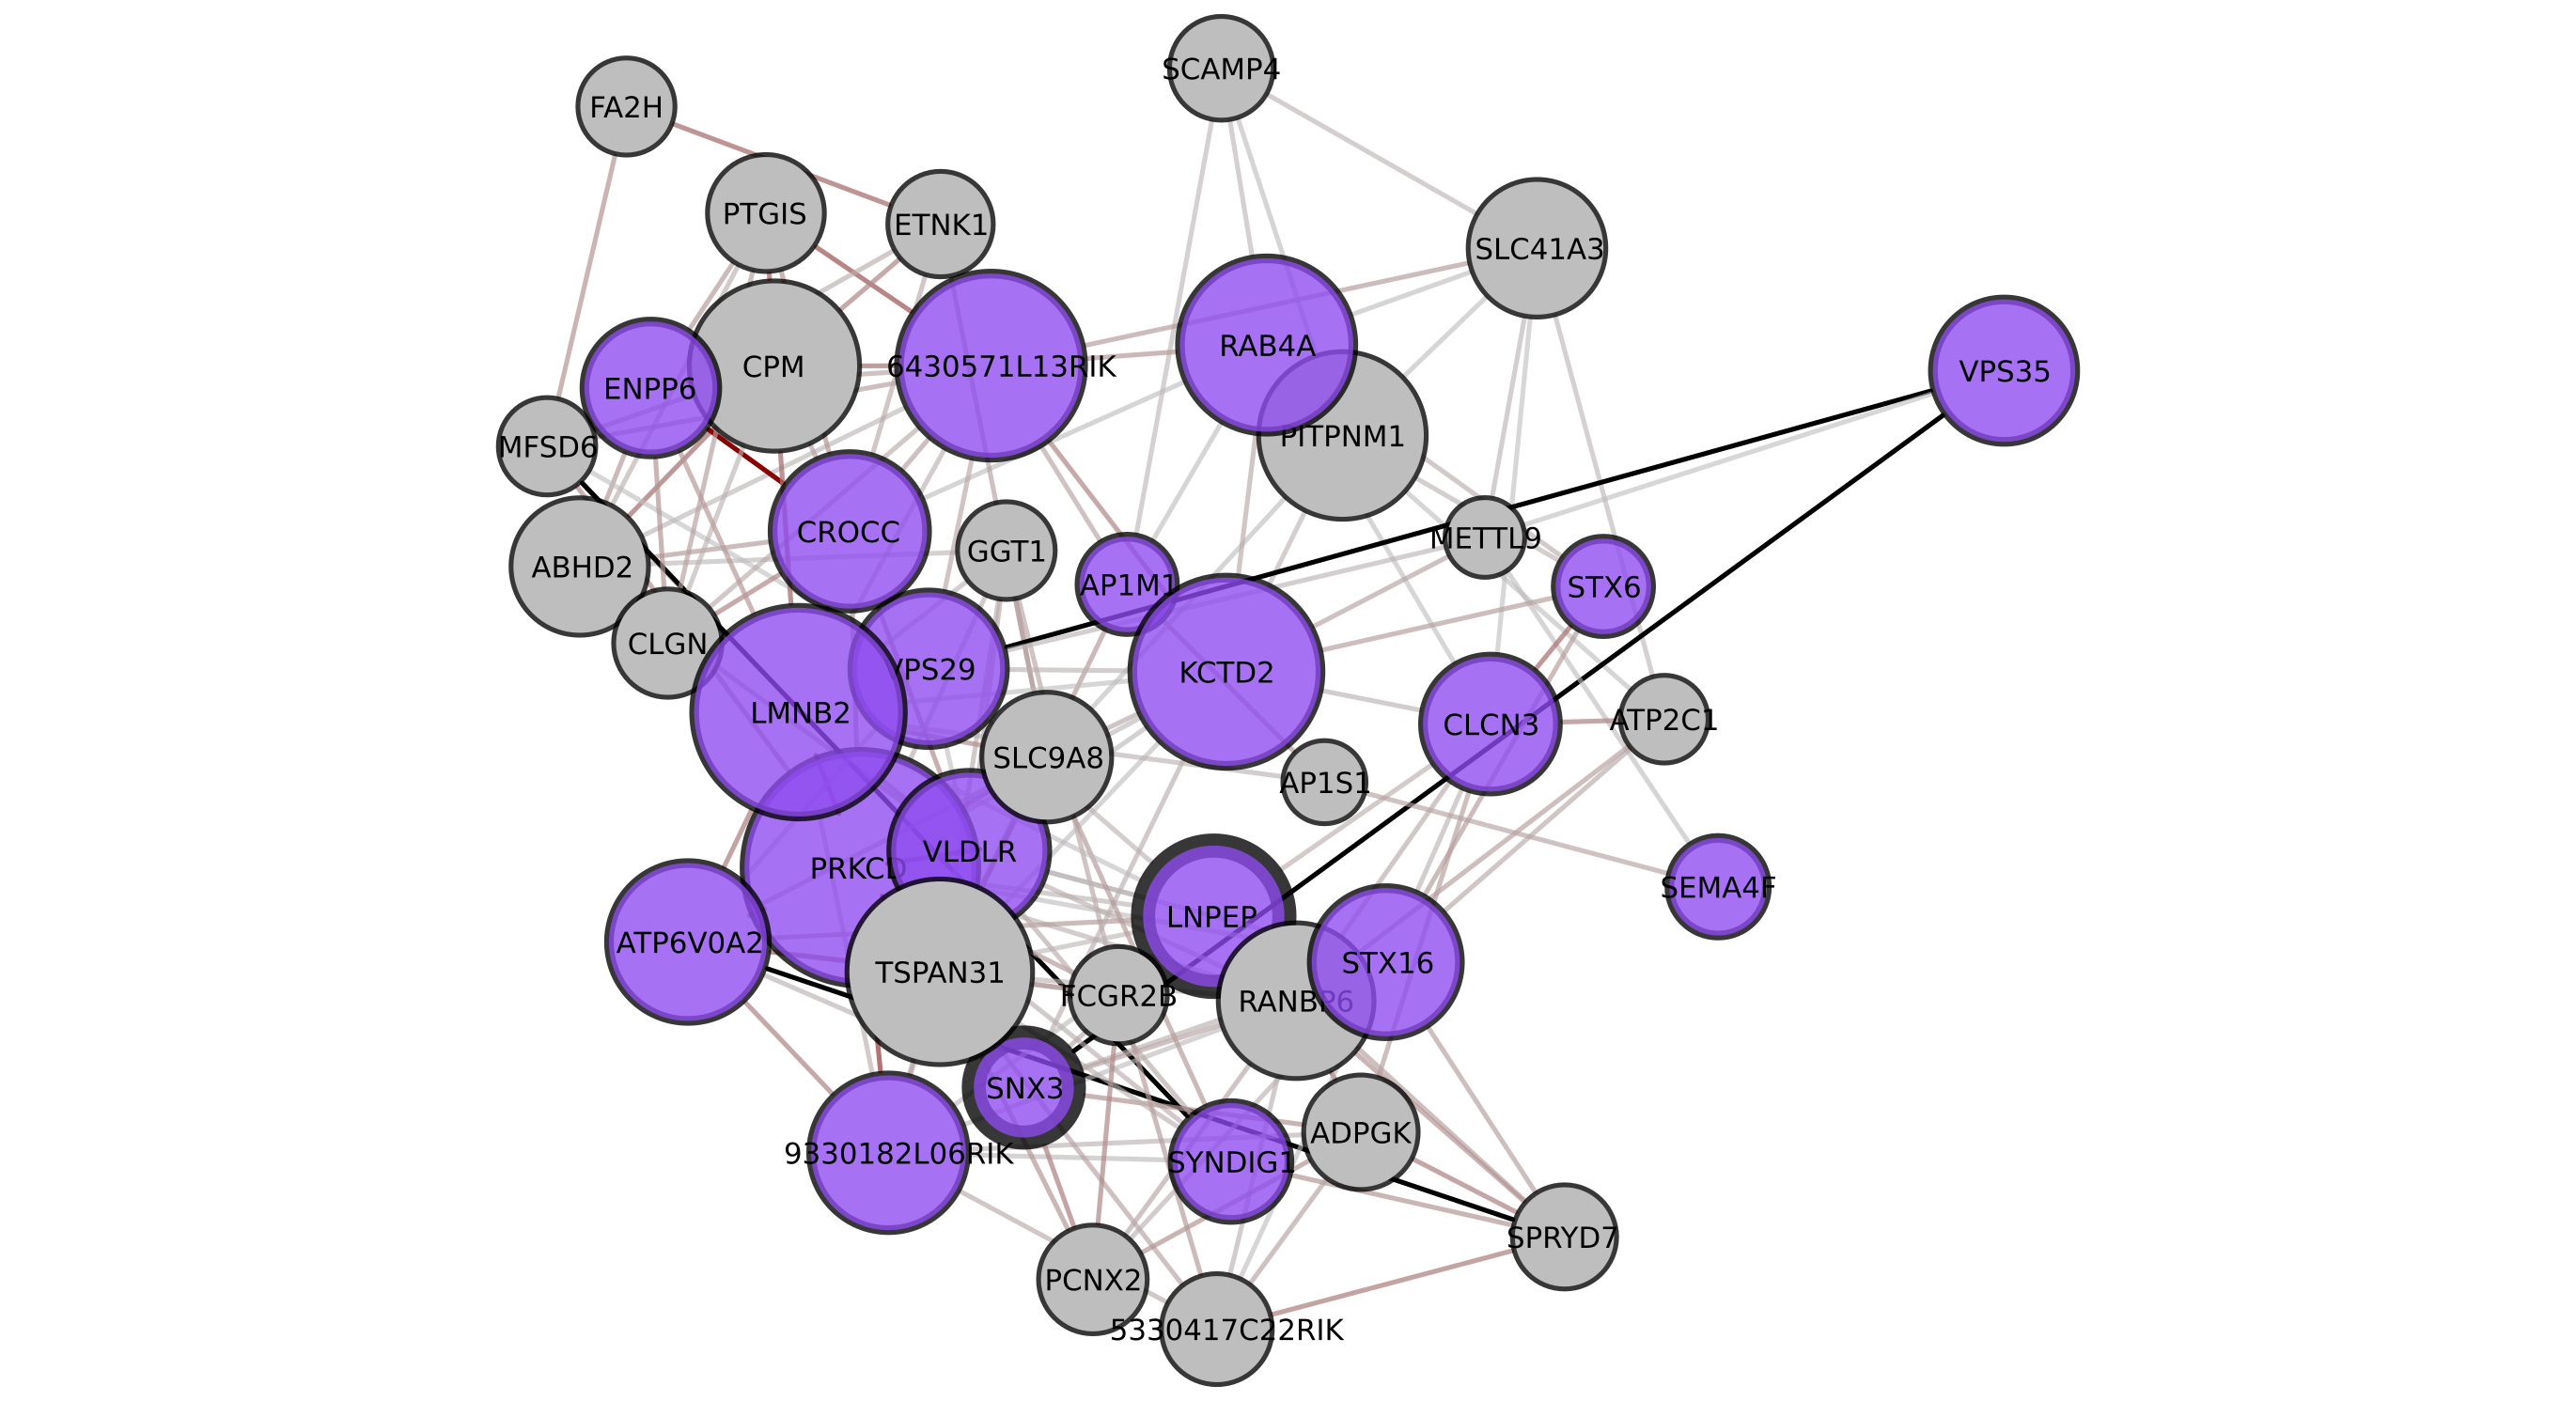 SCAMP4
FA2H
PTGIS
ETNK1
SLC41A3
RAB4A
CPM
6430571L13RIK
VPS35
ENPP6
PITPNM1
MFSD6
CROCC
METTL9
GGT1
ABHD2
AP1M1
STX6
CLGN
VPS29
KCTD2
LMNB2
ATP2C1
CLCN3
SLC9A8
AP1S1
VLDLR
PRKCD
SEMA4F
LNPEP
ATP6V0A2
STX16
TSPAN31
FCGR2B
RANBP6
SNX3
ADPGK
9330182L06RIK
SYNDIG1
SPRYD7
PCNX2
5330417C22RIK